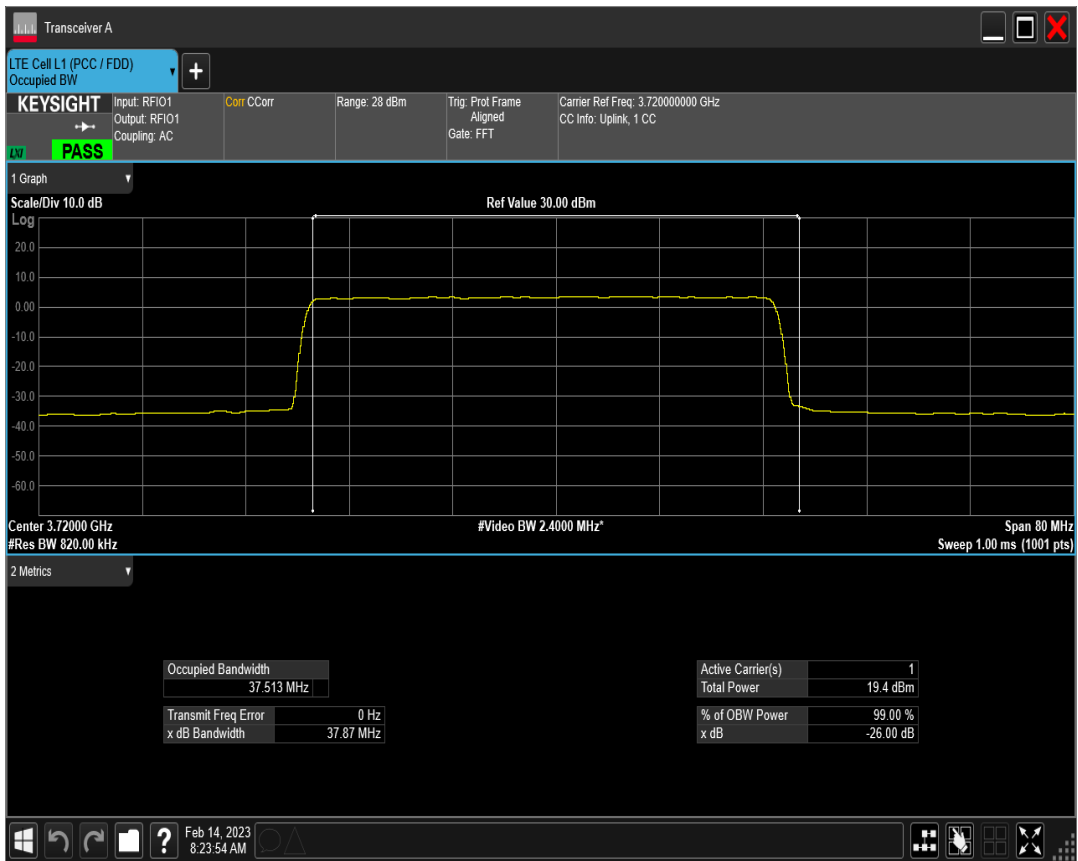 Transceiver A
LTE Cell L1 (PCC / FDD)
Occupied BW
KEYSIGHT
LXI
PASS
Input: RFIO1
Output: RFIO1
Coupling: AC
Corr CCorr
Range: 28 dBm
Trig: Prot Frame
Aligned
Gate: FFT
Carrier Ref Freq: 3.720000000 GHz
CC Info: Uplink, 1 CC
1 Graph
Scale/Div 10.0 dB
Ref Value 30.00 dBm
Log
20.0
10.0
0.00
-10.0
-20.0
-30.0
-40.0
-50.0
-60.0
Center 3.72000 GHz
#Video BW 2.4000 MHz*
Span 80 MHz
#Res BW 820.00 kHz
Sweep 1.00 ms (1001 pts)
2 Metrics
Occupied Bandwidth
37.513 MHz
Transmit Freq Error 0 Hz
x dB Bandwidth 37.87 MHz
Active Carrier(s) 1
Total Power 19.4 dBm
% of OBW Power 99.00 %
x dB -26.00 dB
Feb 14, 2023
8:23:54 AM